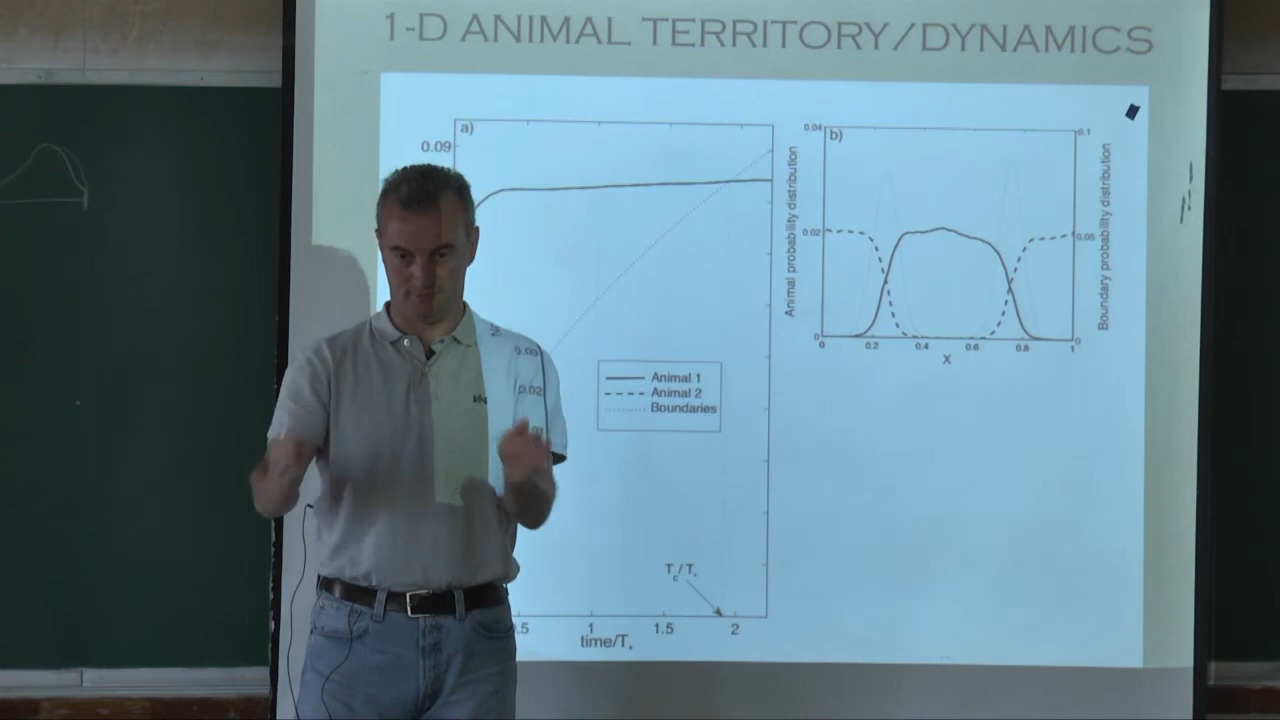 1-D ANIMAL TERRITORY/DYNAMICS
a)
0.09
0.03
0.02
Animal 1
Animal 2
Boundaries
T_c/T_*
.5 1 1.5 2
time/T_*
b)
0.04
0.02
0
0 0.2 0.4 0.6 0.8 1
X
0.1
0.05
0
Animal probability distribution
Boundary probability distribution